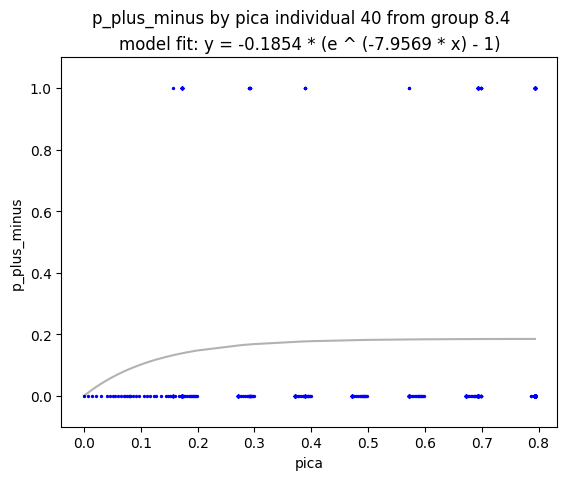 p_plus_minus by pica individual 40 from group 8.4
model fit: y = -0.1854 * (e ^ (-7.9569 * x) - 1)
p_plus_minus
1.0
0.8
0.6
0.4
0.2
0.0
0.0 0.1 0.2 0.3 0.4 0.5 0.6 0.7 0.8
pica